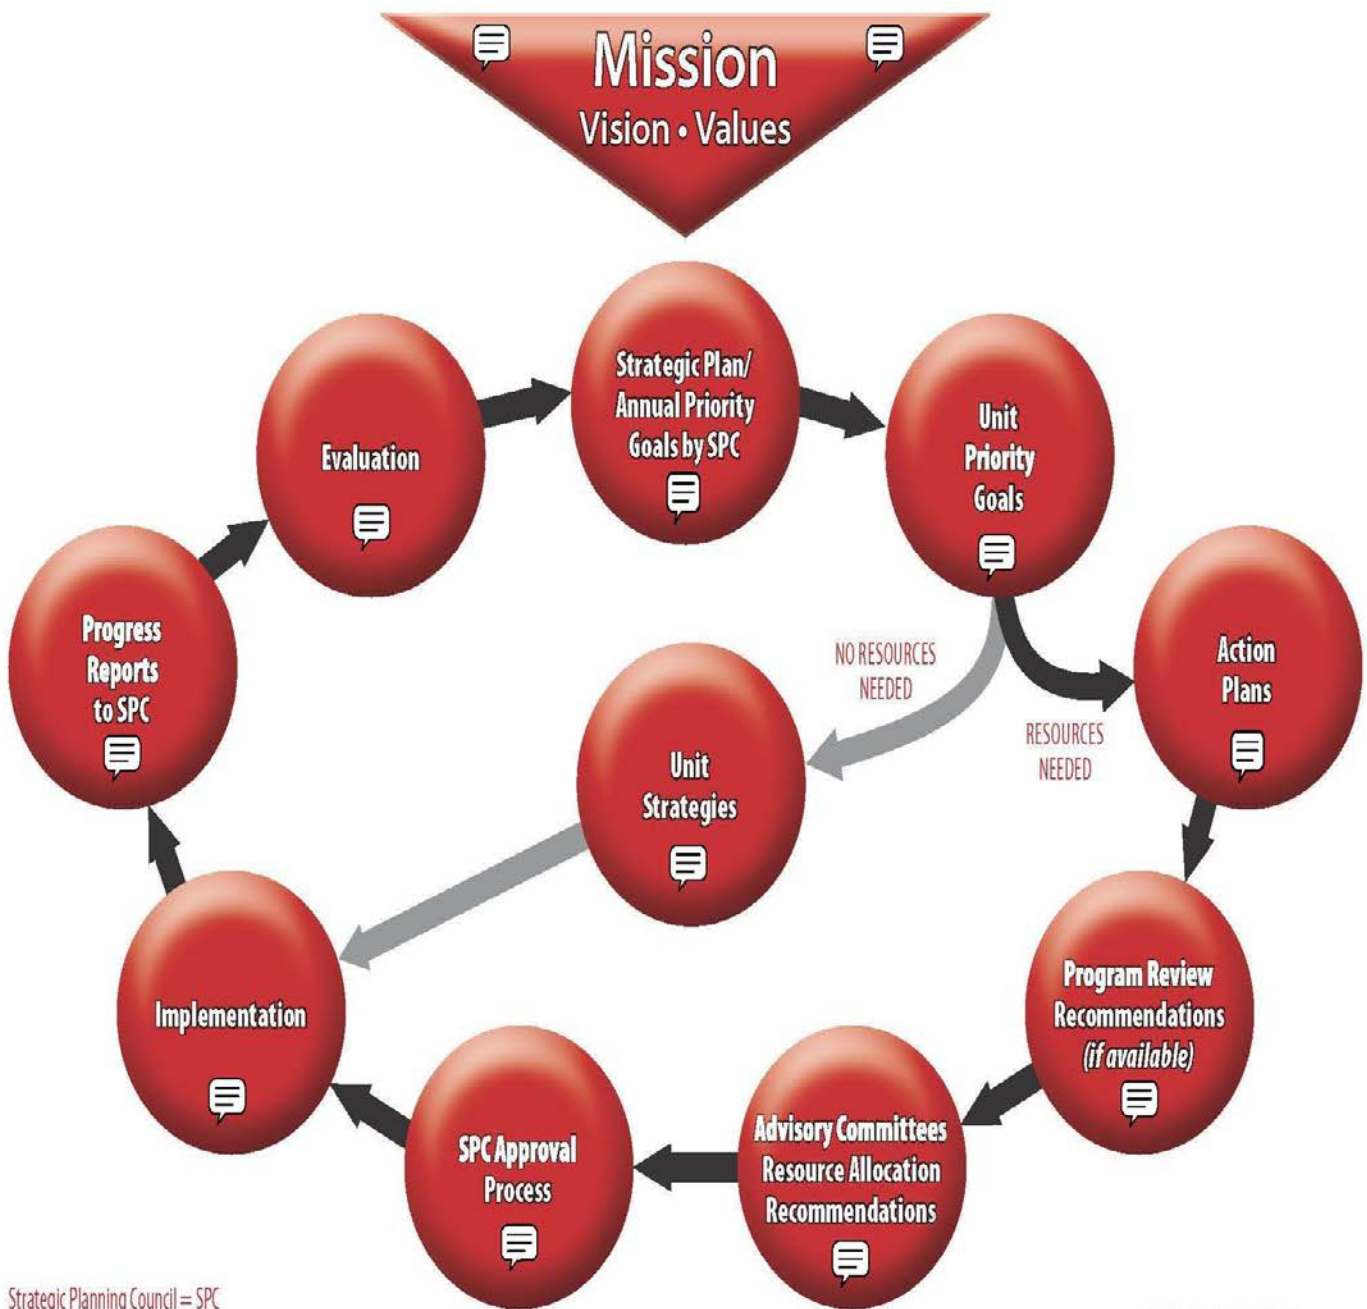 Mission
Vision • Values
Strategic Plan/
Annual Priority
Goals by SPC
Unit
Priority
Goals
Evaluation
Progress
Reports
to SPC
NO RESOURCES
NEEDED
RESOURCES
NEEDED
Action
Plans
Unit
Strategies
Program Review
Recommendations
(if available)
Implementation
SPC Approval
Process
Advisory Committees
Resource Allocation
Recommendations
Strategic Planning Council = SPC